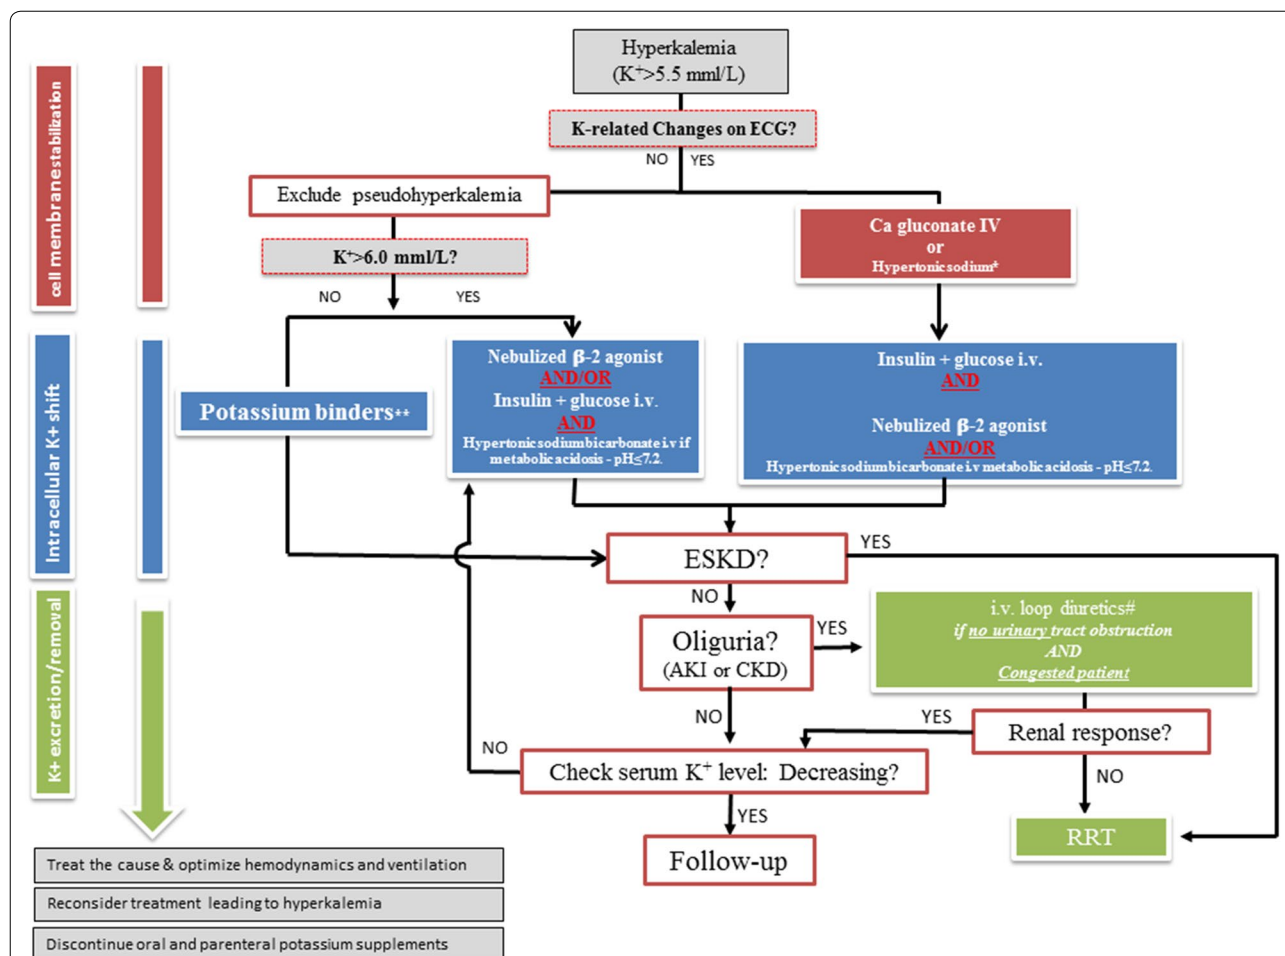 Hyperkalemia
(K+>5.5 mml/L)
K-related Changes on ECG?
NO YES
Exclude pseudohyperkalemia
K+>6.0 mml/L?
NO YES
Ca gluconate IV
or
Hypertonic sodium*
cell membrane stabilization
Intracellular K+ shift
K+ excretion/removal
Potassium binders**
Nebulized β-2 agonist
AND/OR
Insulin + glucose i.v.
AND
Hypertonic sodium bicarbonate i.v if
metabolic acidosis - pH≤7.2.
Insulin + glucose i.v.
AND
Nebulized β-2 agonist
AND/OR
Hypertonic sodium bicarbonate i.v metabolic acidosis - pH≤7.2.
ESKD?
YES
NO
Oliguria?
(AKI or CKD)
YES
NO
i.v. loop diuretics#
if no urinary tract obstruction
AND
Congested patient
Renal response?
YES
NO
Check serum K+ level: Decreasing?
NO
YES
RRT
Follow-up
Treat the cause & optimize hemodynamics and ventilation
Reconsider treatment leading to hyperkalemia
Discontinue oral and parenteral potassium supplements